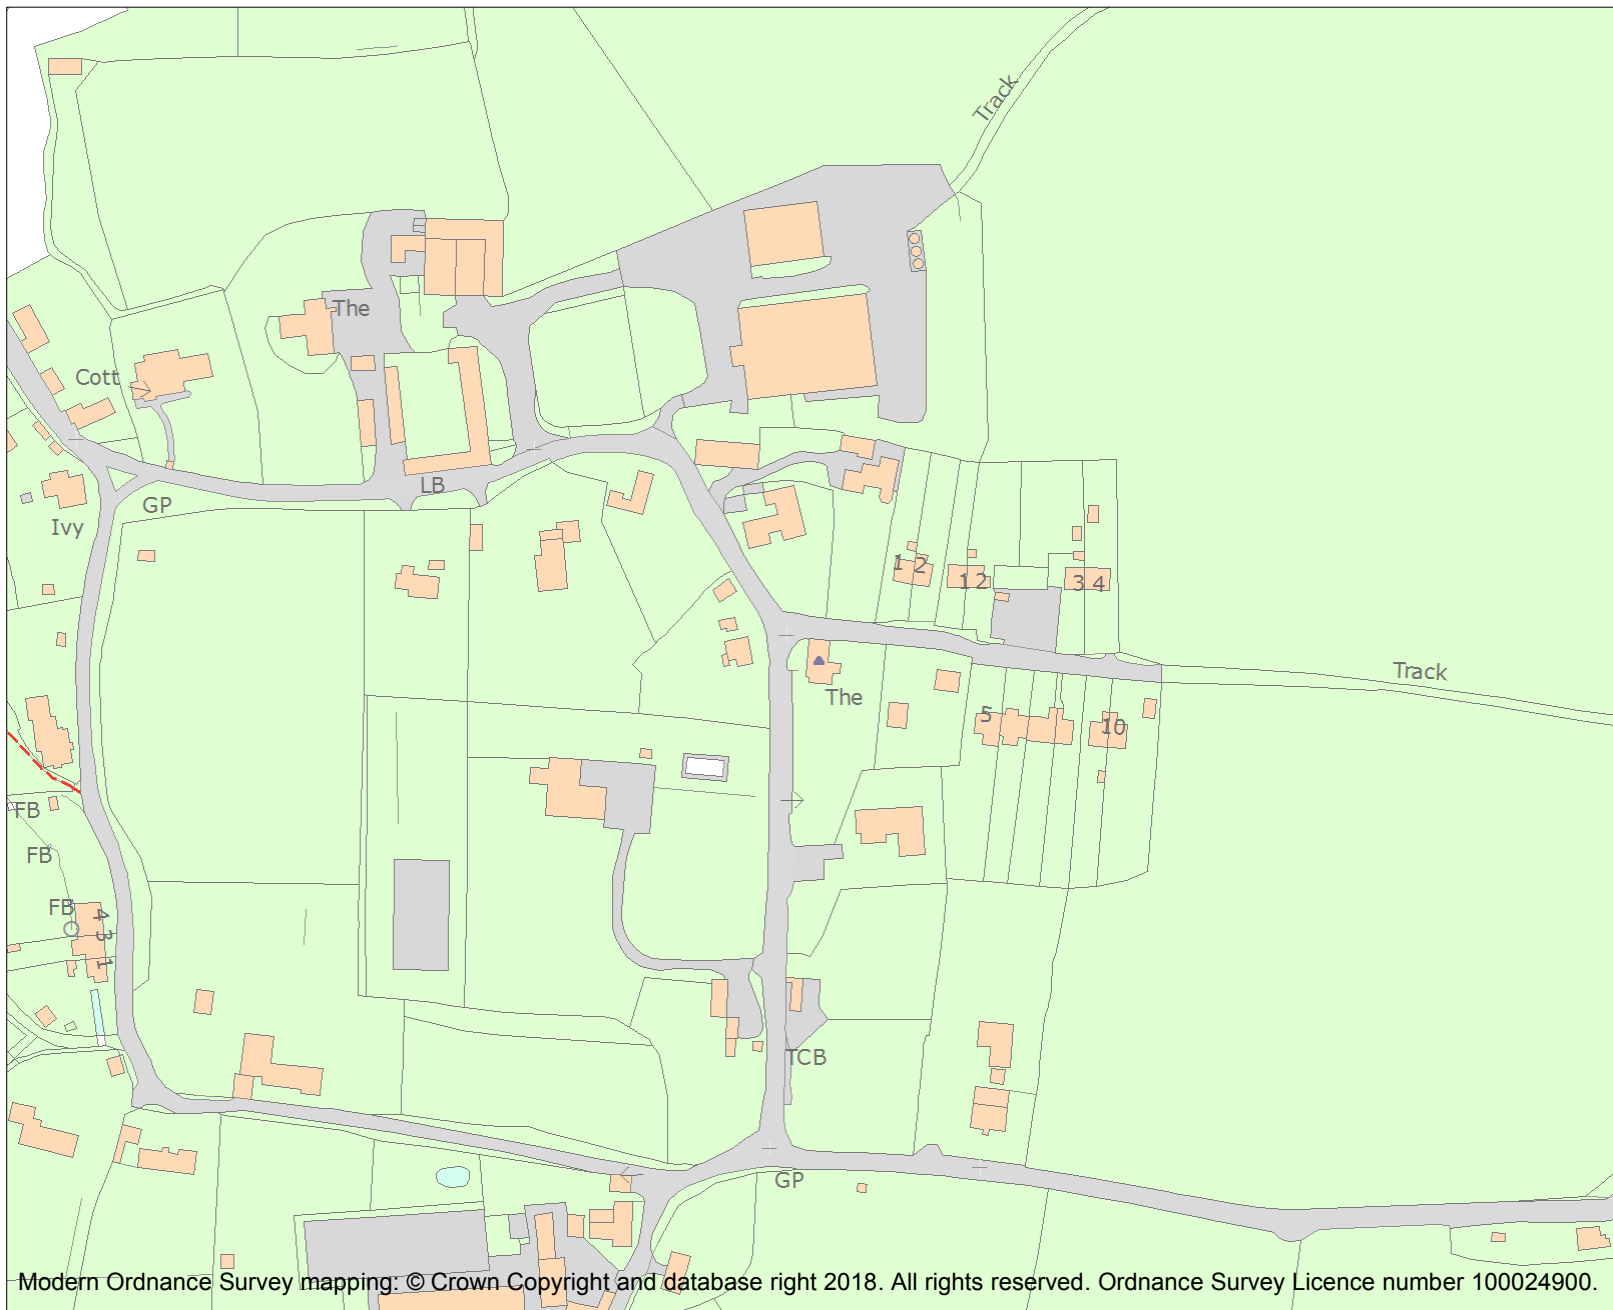 Track
The
Cott
LB
GP
Ivy
1 2
1 2
3 4
Track
The
5
10
FB
FB
FB
4
3
1
TCB
GP
Modern Ordnance Survey mapping: © Crown Copyright and database right 2018. All rights reserved. Ordnance Survey Licence number 100024900.